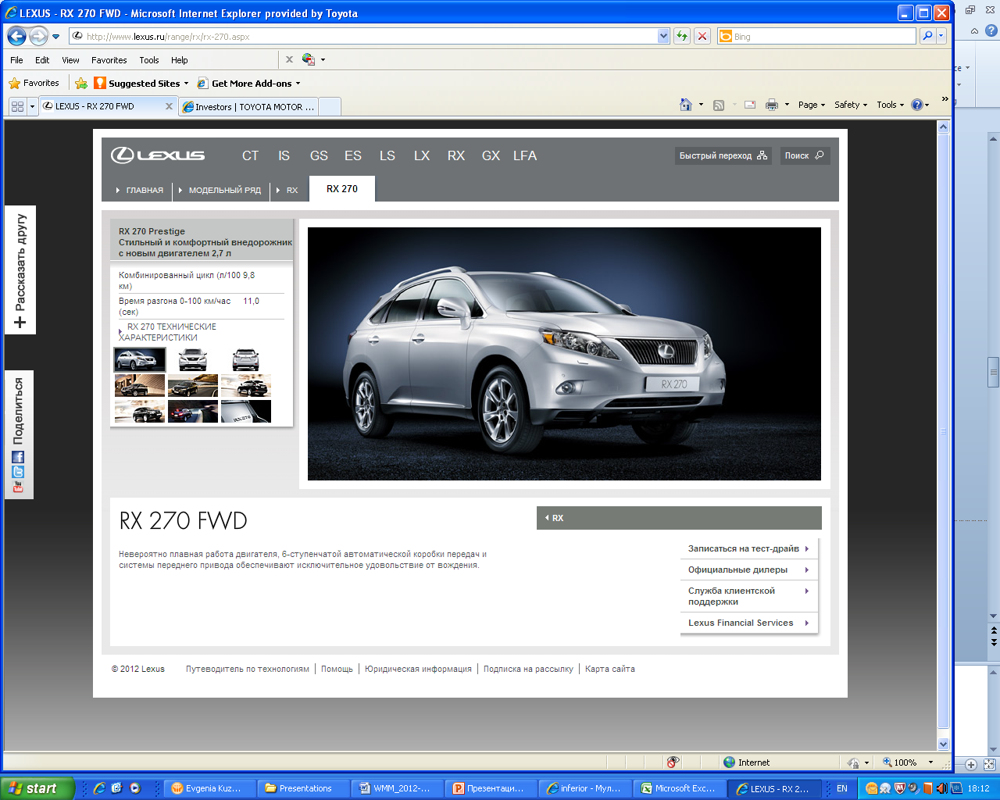 LEXUS - RX 270 FWD - Microsoft Internet Explorer provided by Toyota
http://www.lexus.ru/range/rx/rx-270.aspx
Bing
File Edit View Favorites Tools Help
Favorites Suggested Sites Get More Add-ons
LEXUS - RX 270 FWD
Investors | TOYOTA MOTOR ...
Page Safety Tools
LEXUS
CT IS GS ES LS LX RX GX LFA
Быстрый переход Поиск
ГЛАВНАЯ МОДЕЛЬНЫЙ РЯД RX RX 270
Рассказать другу
Поделиться
You Tube
RX 270 Prestige
Стильный и комфортный внедорожник
с новым двигателем 2,7 л
Комбинированный цикл (л/100 9,8
км)
Время разгона 0-100 км/час 11,0
(сек)
RX 270 ТЕХНИЧЕСКИЕ
ХАРАКТЕРИСТИКИ
RX 270
RX 270 FWD
Невероятно плавная работа двигателя, 6-ступенчатой автоматической коробки передач и
системы переднего привода обеспечивают исключительное удовольствие от вождения.
RX
Записаться на тест-драйв
Официальные дилеры
Служба клиентской
поддержки
Lexus Financial Services
© 2012 Lexus Путеводитель по технологиям Помощь Юридическая информация Подписка на рассылку Карта сайта
Internet 100%
start Evgenia Kuz... Presentations WMM_2012-... Презентаци... inferior - Мул... Microsoft Exc... LEXUS - RX 2... EN 18:12